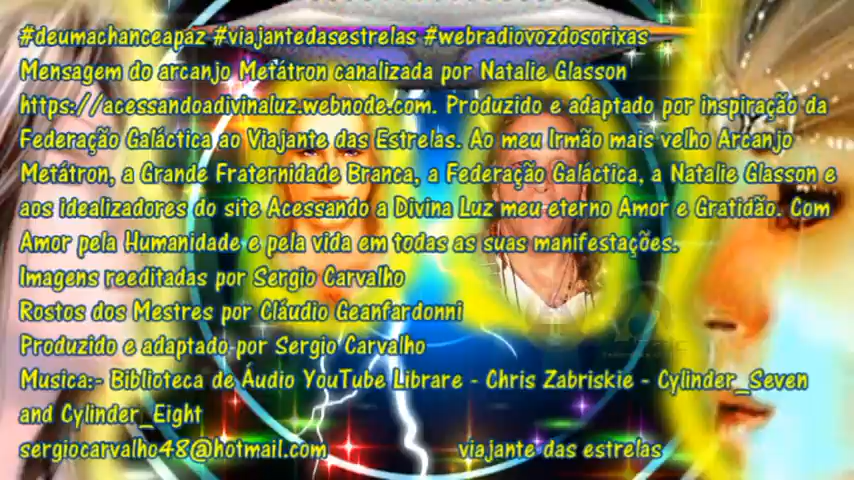 #deumachanceapaz #viajantedasestrelas #webradiovozdosorixas
Mensagem do arcanjo Metátron canalizada por Natalie Glasson
https://acessandoadivinaluz.webnode.com. Produzido e adaptado por inspiração da
Federação Galáctica ao Viajante das Estrelas. Ao meu Irmão mais velho Arcanjo
Metátron, a Grande Fraternidade Branca, a Federação Galáctica, a Natalie Glasson e
aos idealizadores do site Acessando a Divina Luz meu eterno Amor e Gratidão. Com
Amor pela Humanidade e pela vida em todas as suas manifestações.
Imagens reeditadas por Sergio Carvalho
Rostos dos Mestres por Cláudio Geanfardonni
Produzido e adaptado por Sergio Carvalho
Musica:- Biblioteca de Áudio YouTube Librare - Chris Zabriskie - Cylinder_Seven
and Cylinder_Eight
sergiocarvalho48@hotmail.com viajante das estrelas